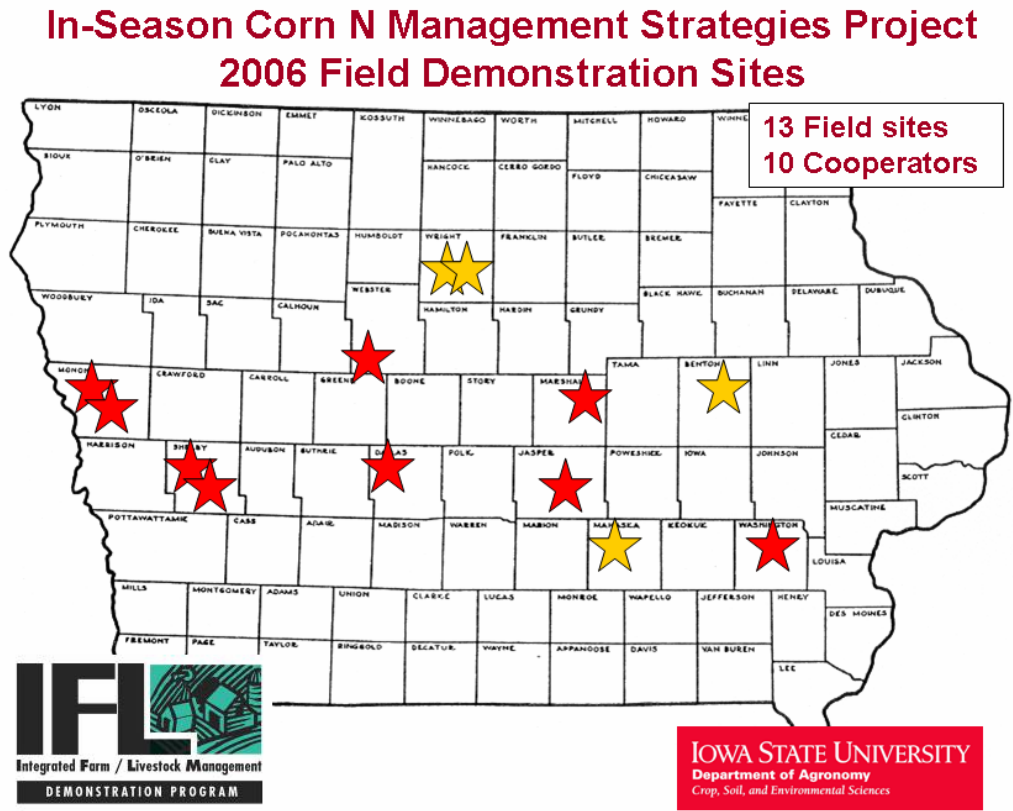 In-Season Corn N Management Strategies Project
2006 Field Demonstration Sites
13 Field sites
10 Cooperators
LYON OSCEOLA DICKINSON EMMET KOSSUTH WINNEBAGO WORTH MITCHELL HOWARD WINNE
SIOUX O'BRIEN CLAY PALO ALTO HANCOCK CERRO GORDO FLOYD CHICKASAW
FAYETTE CLAYTON
PLYMOUTH CHEROKEE BUENA VISTA POCAHONTAS HUMBOLDT WRIGHT FRANKLIN BUTLER BREMER
WOODBURY IDA SAC CALHOUN WEBSTER HAMILTON HARDIN GRUNDY BLACK HAWK BUCHANAN DELAWARE DUBUQUE
MONON CRAWFORD CARROLL GREENE BOONE STORY MARSHAL TAMA BENTON LINN JONES JACKSON
CLINTON
CEDAR
HARRISON SHELBY AUDUBON GUTHRIE DALLAS POLK JASPER POWESHIEK IOWA JOHNSON
SCOTT
MUSCATINE
POTTAWATTAMIE CASS ADAIR MADISON WARREN MARION MAHASKA KEOKUK WASHINGTON
LOUISA
MILLS MONTGOMERY ADAMS UNION CLARKE LUCAS MONROE WAPELLO JEFFERSON HENRY
DES MOINES
FREMONT PAGE TAYLOR RINGGOLD DECATUR WAYNE APPANOOSE DAVIS VAN BUREN
LEE
IFLM
Integrated Farm / Livestock Management
DEMONSTRATION PROGRAM
IOWA STATE UNIVERSITY
Department of Agronomy
Crop, Soil, and Environmental Sciences